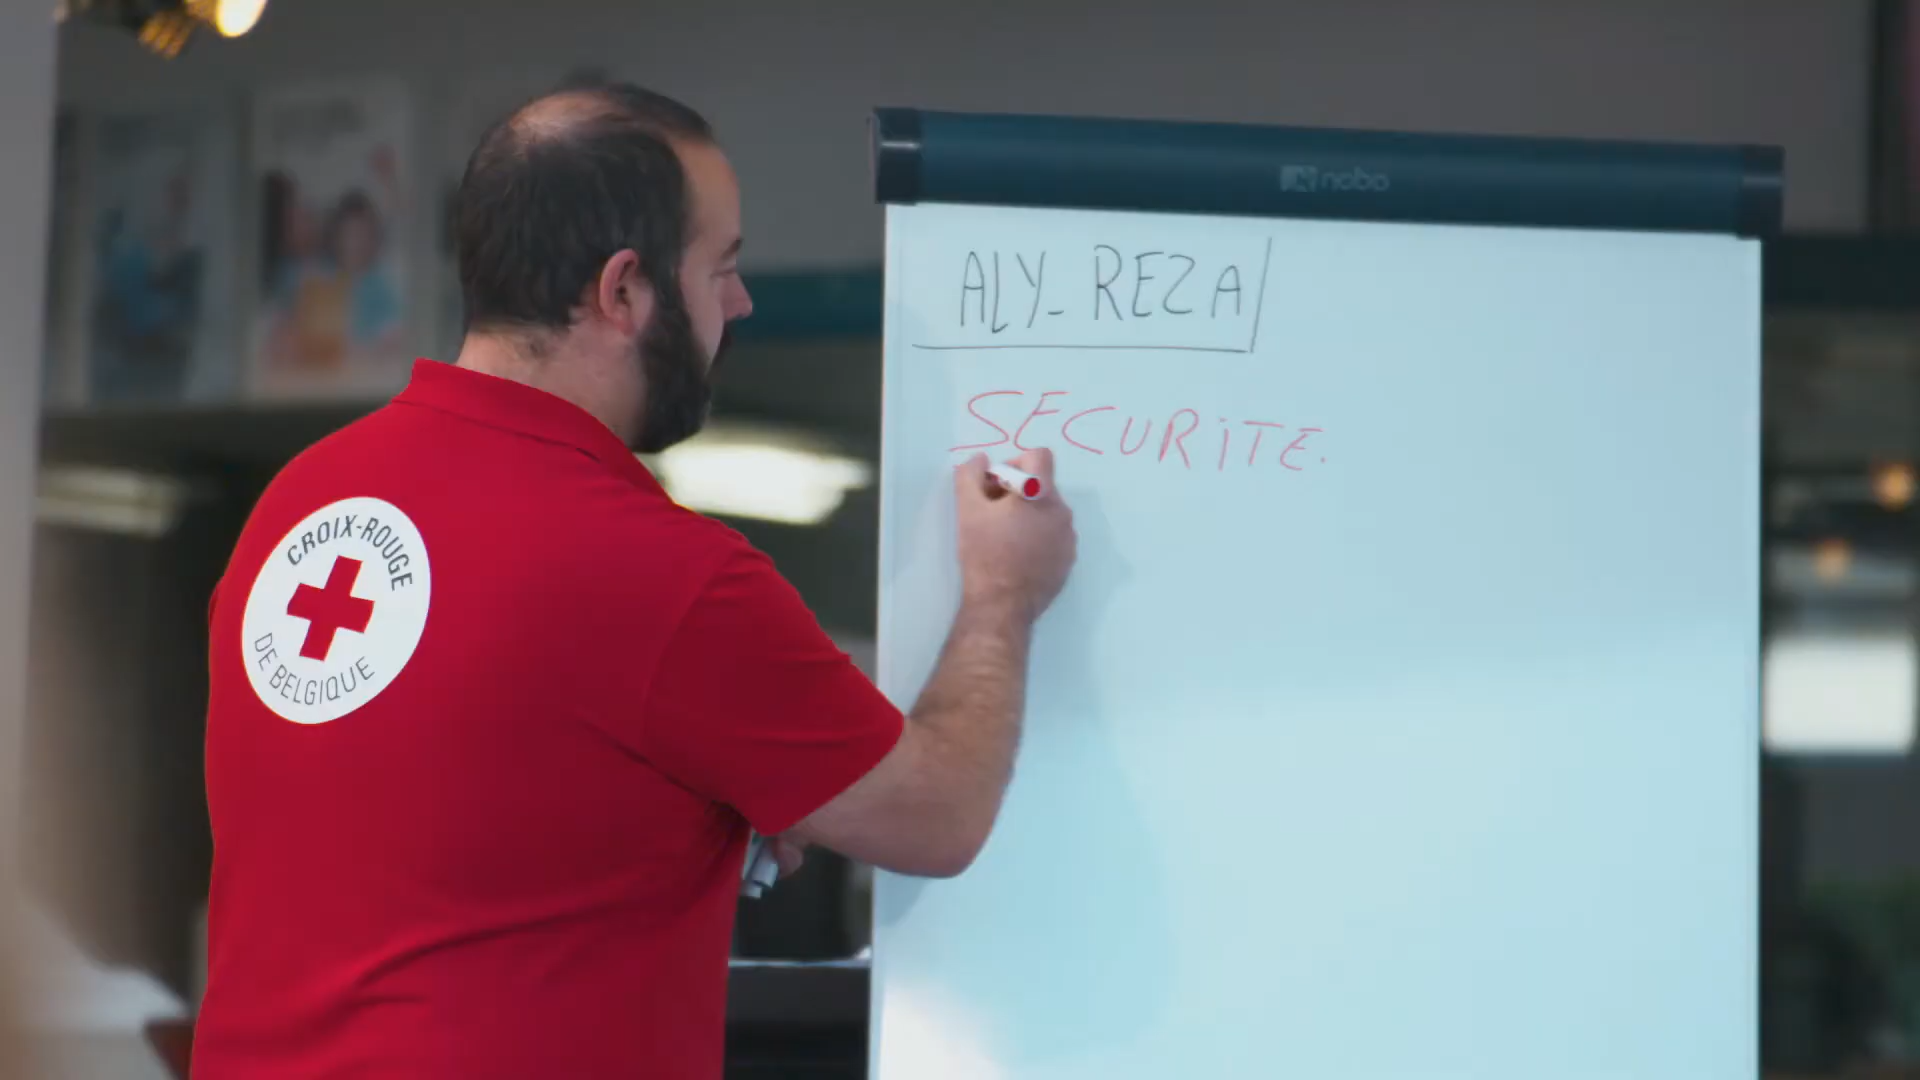 nobo
ALY-REZA
SECURITE.
CROIX-ROUGE
DE BELGIQUE